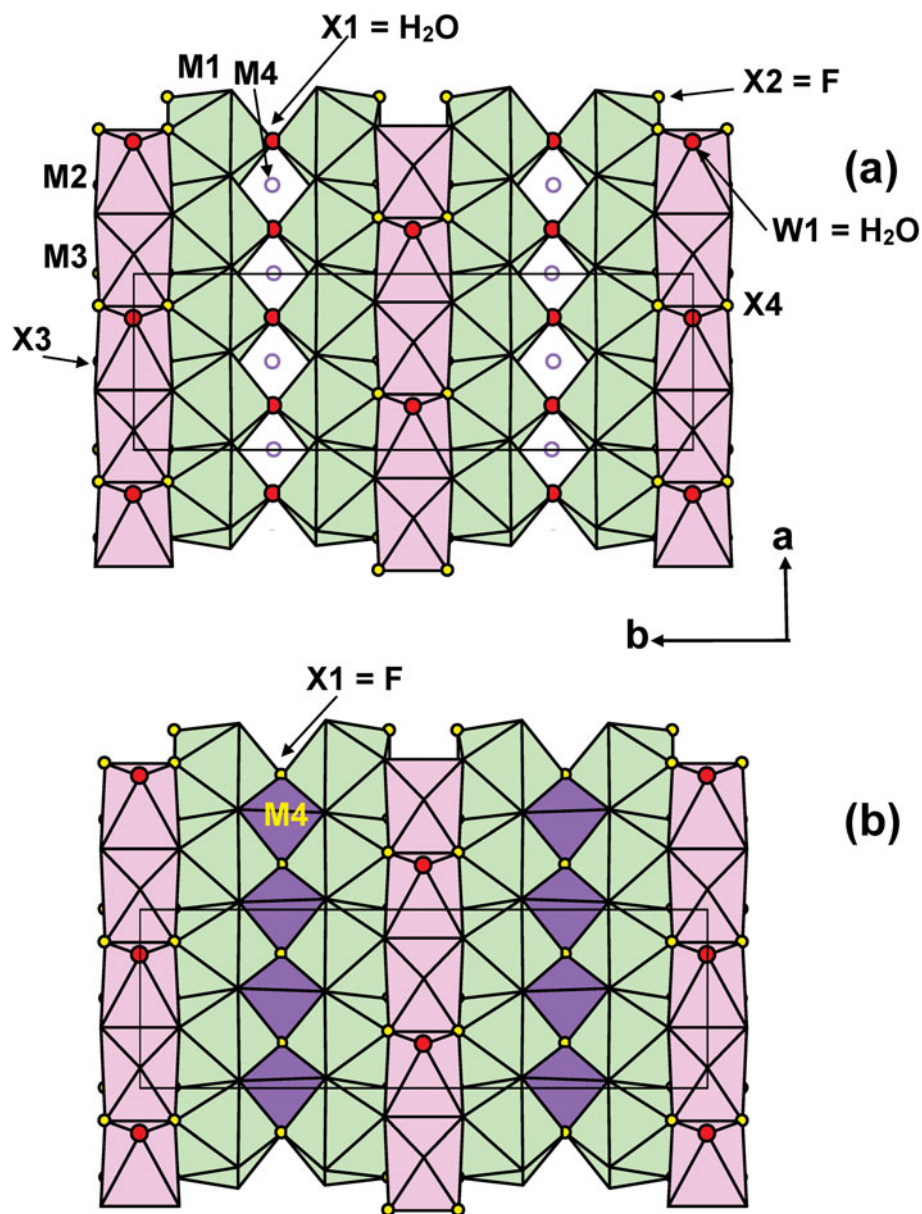 X1 = H₂O
M1
M4
X2 = F
(a)
M2
W1 = H₂O
M3
X4
X3
a
b
X1 = F
M4
(b)